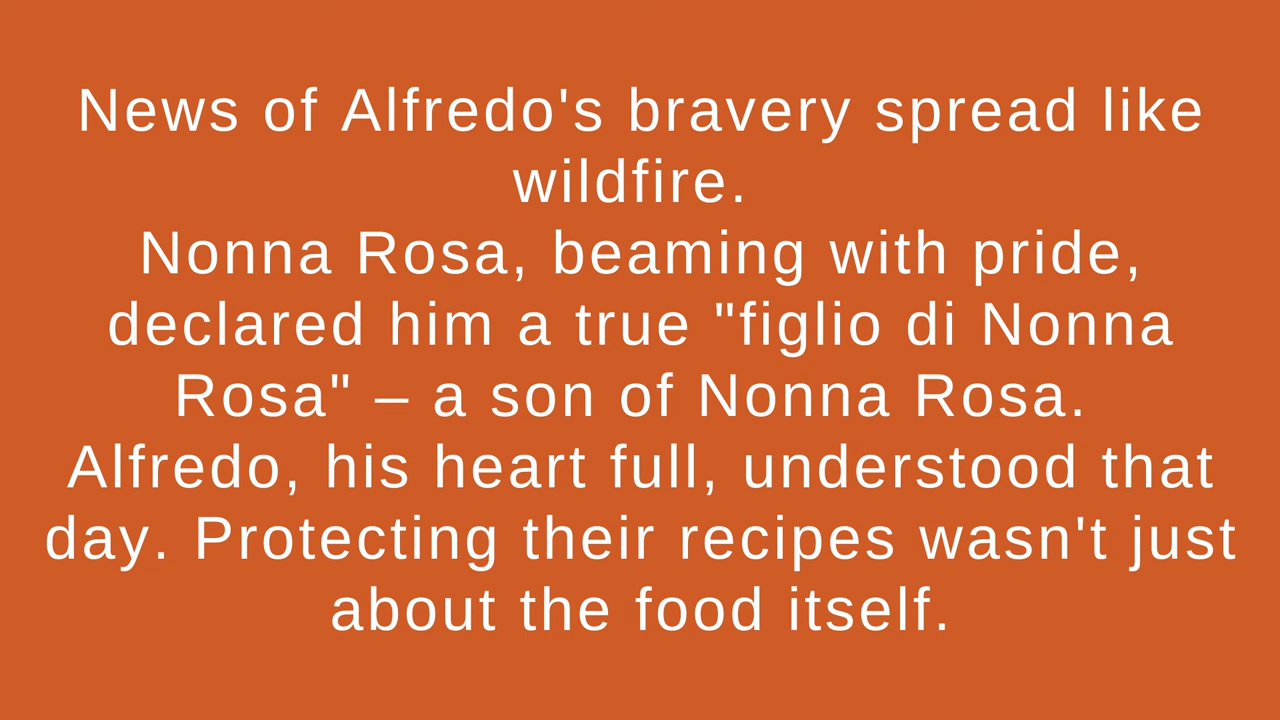 News of Alfredo's bravery spread like
wildfire.
Nonna Rosa, beaming with pride,
declared him a true "figlio di Nonna
Rosa" – a son of Nonna Rosa.
Alfredo, his heart full, understood that
day. Protecting their recipes wasn't just
about the food itself.